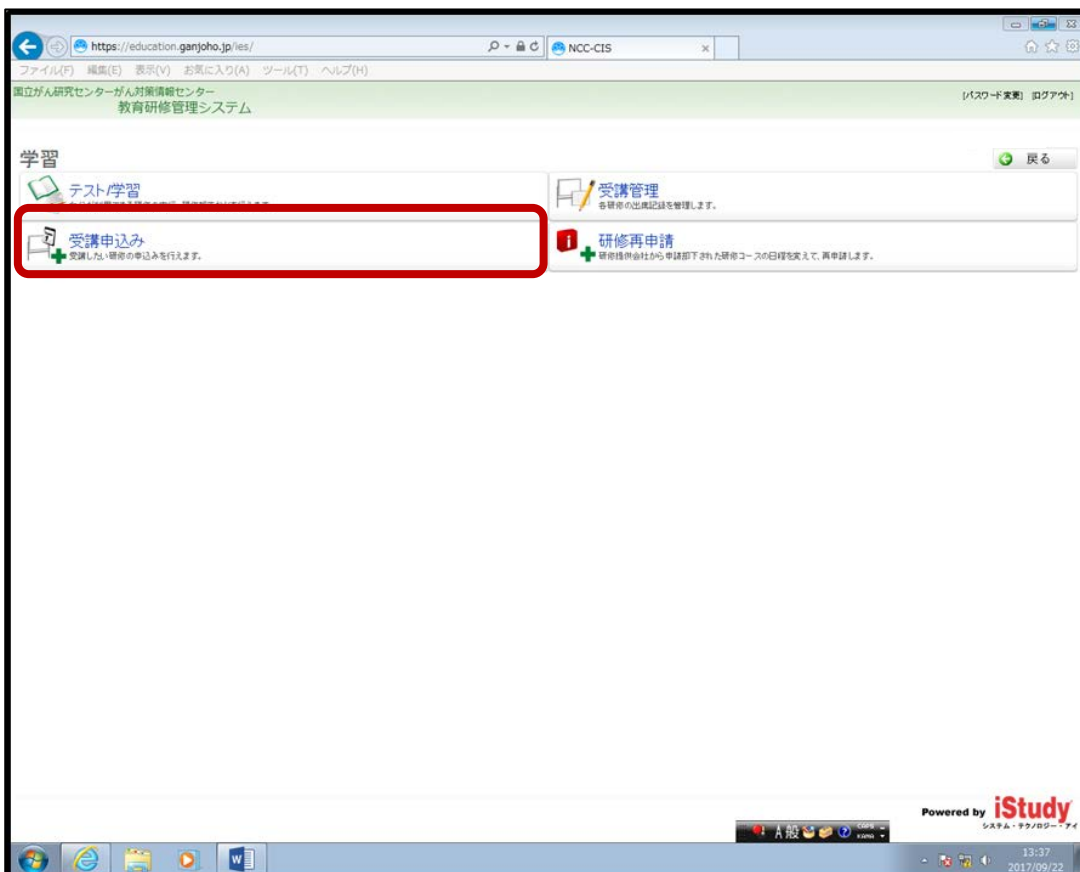 https://education.ganjoho.jp/ies/
NCC-CIS
ファイル(F) 編集(E) 表示(V) お気に入り(A) ツール(T) ヘルプ(H)
国立がん研究センターがん対策情報センター
教育研修管理システム
[パスワード変更] [ログアウト]
学習
戻る
テスト/学習
受講管理
各研修の出席記録を管理します。
受講申込み
受講したい研修の申込みを行えます。
研修再申請
研修提供会社から申請却下された研修コースの日程を変えて、再申請します。
Powered by iStudy
システム・テクノロジー・アイ
A 般
CAPS
KANA
13:37
2017/09/22